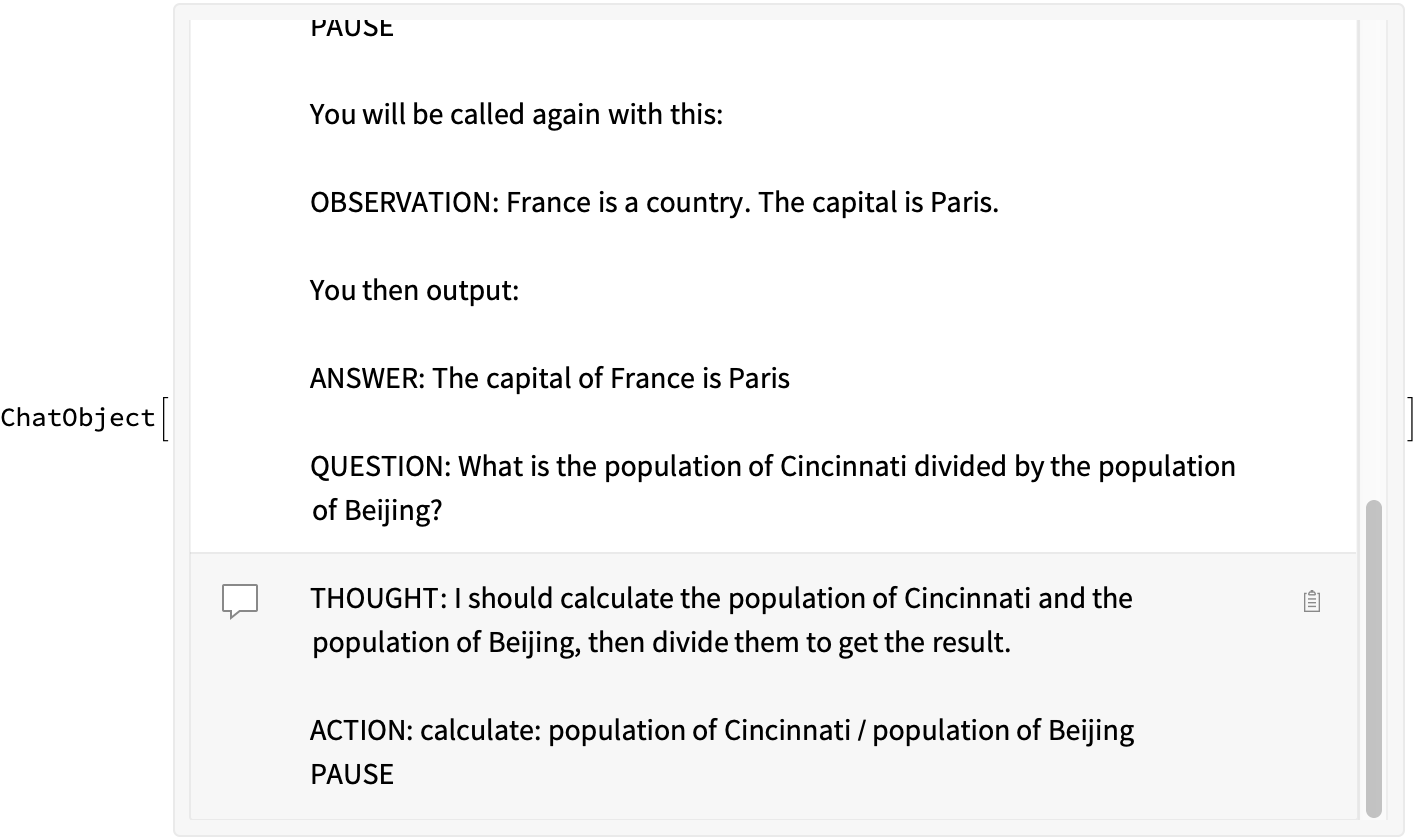 PAUSE
You will be called again with this:
OBSERVATION: France is a country. The capital is Paris.
You then output:
ANSWER: The capital of France is Paris
ChatObject[
]
QUESTION: What is the population of Cincinnati divided by the population
of Beijing?
THOUGHT: I should calculate the population of Cincinnati and the
population of Beijing, then divide them to get the result.
ACTION: calculate: population of Cincinnati / population of Beijing
PAUSE